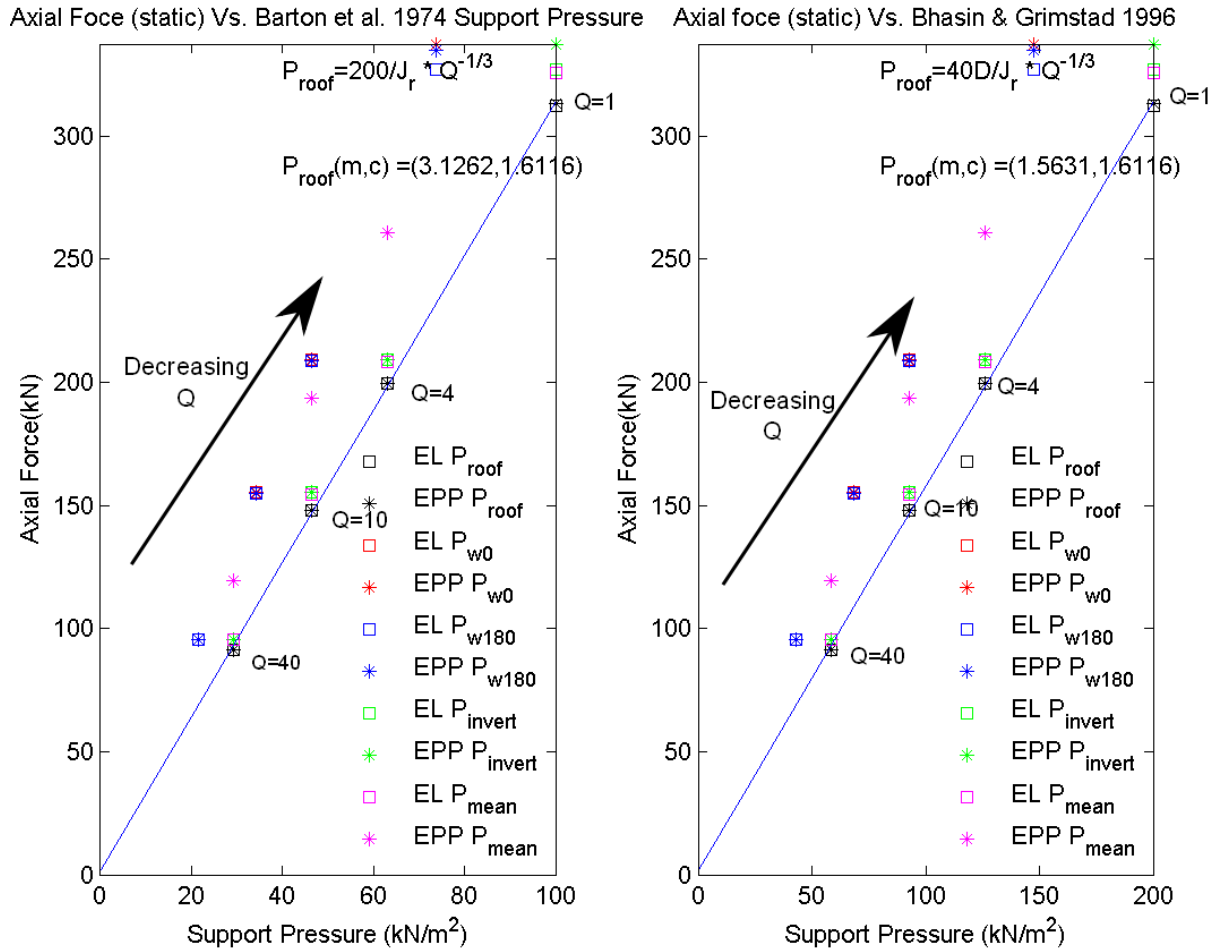 Axial Foce (static) Vs. Barton et al. 1974 Support Pressure
P_roof=200/J_r*Q^-1/3
Q=1
P_roof(m,c) =(3.1262,1.6116)
Decreasing
Q
Q=4
Q=10
Q=40
EL P_roof
EPP P_roof
EL P_w0
EPP P_w0
EL P_w180
EPP P_w180
EL P_invert
EPP P_invert
EL P_mean
EPP P_mean
300
250
200
150
100
50
0
Axial Force(kN)
0 20 40 60 80 100
Support Pressure (kN/m^2)
Axial foce (static) Vs. Bhasin & Grimstad 1996
P_roof=40D/J_r*Q^-1/3
Q=1
P_roof(m,c) =(1.5631,1.6116)
Decreasing
Q
Q=4
Q=10
Q=40
EL P_roof
EPP P_roof
EL P_w0
EPP P_w0
EL P_w180
EPP P_w180
EL P_invert
EPP P_invert
EL P_mean
EPP P_mean
300
250
200
150
100
50
0
Axial Force(kN)
0 50 100 150 200
Support Pressure (kN/m^2)